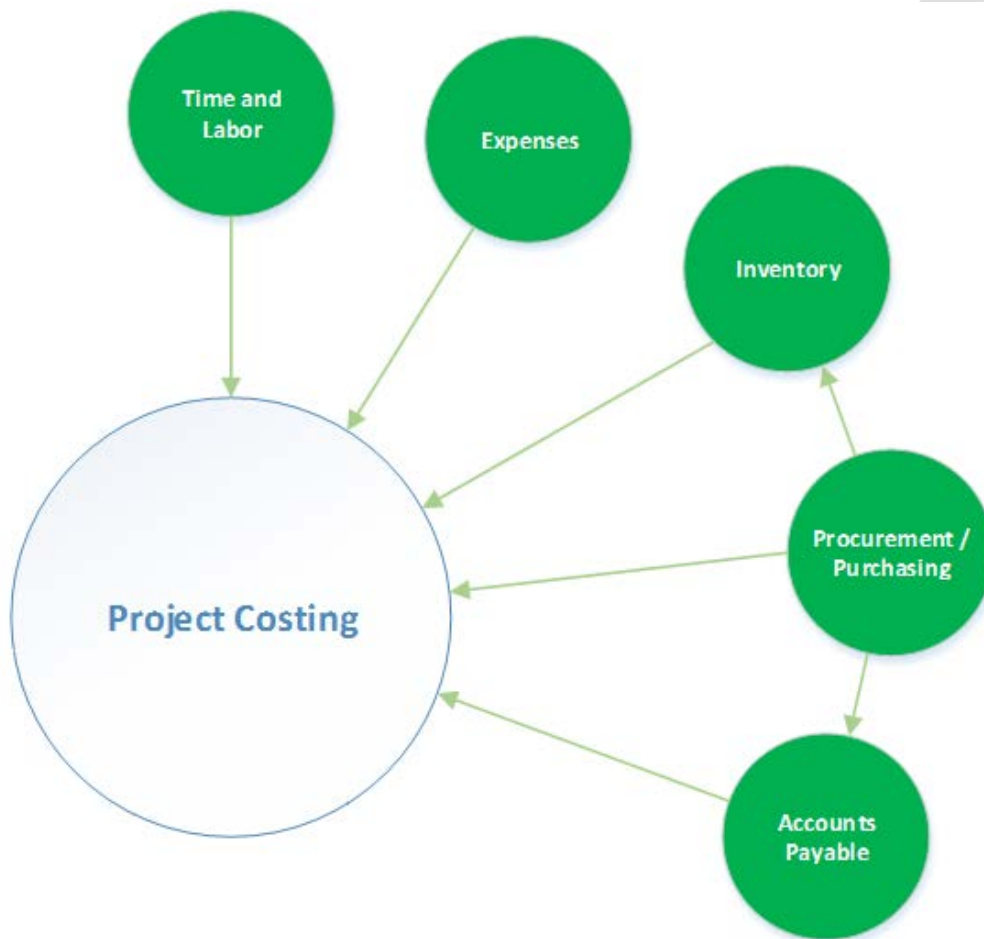 Time and
Labor
Expenses
Inventory
Procurement /
Purchasing
Project Costing
Accounts
Payable